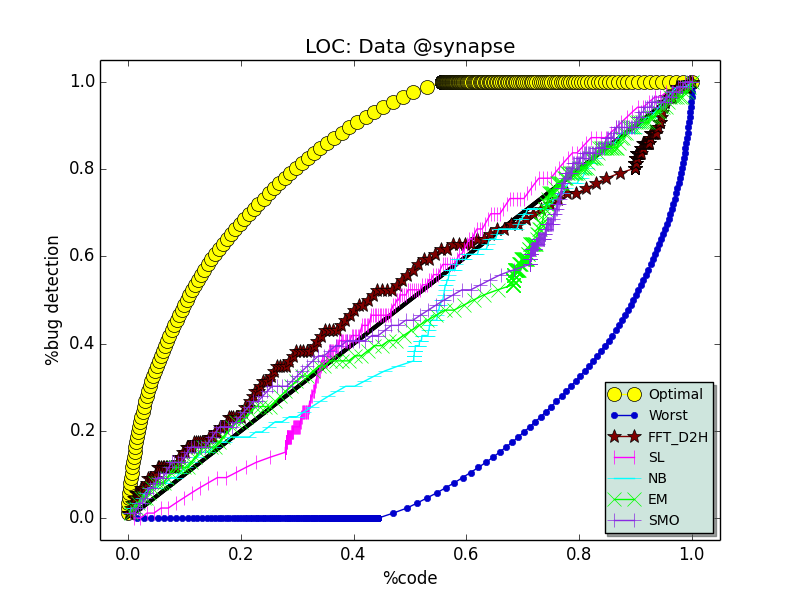 LOC: Data @synapse
1.0
0.8
0.6
0.4
0.2
0.0
%bug detection
0.0 0.2 0.4 0.6 0.8 1.0
%code
Optimal
Worst
FFT_D2H
SL
NB
EM
SMO